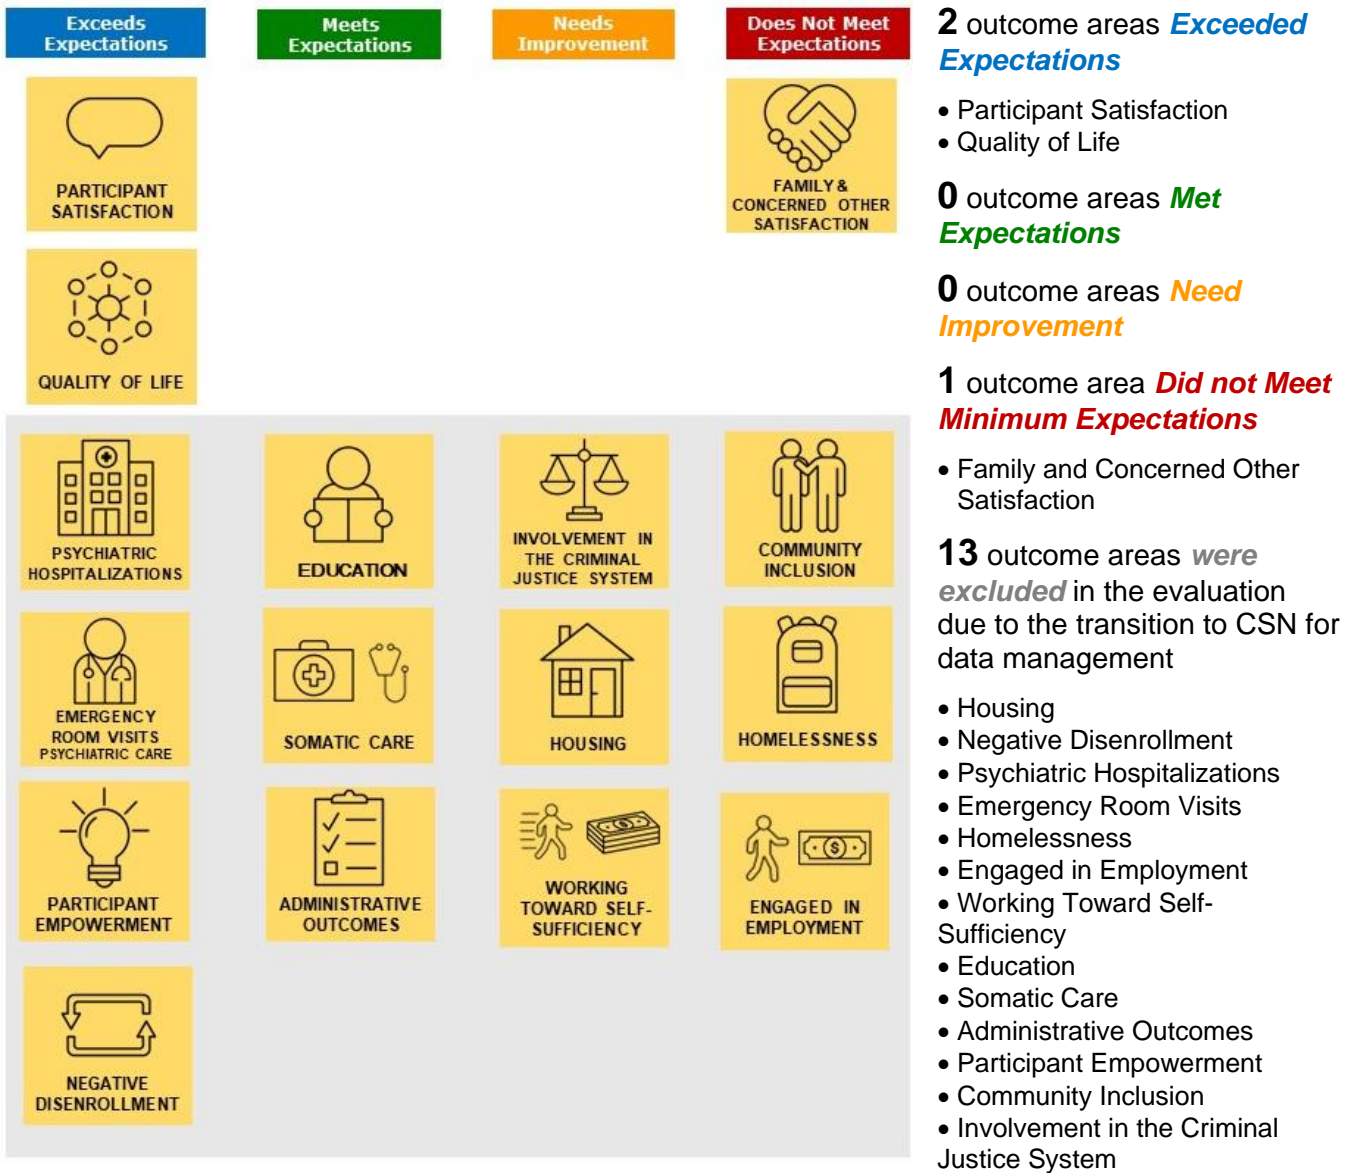 Exceeds
Expectations
Meets
Expectations
Needs
Improvement
Does Not Meet
Expectations
PARTICIPANT
SATISFACTION
FAMILY &
CONCERNED OTHER
SATISFACTION
QUALITY OF LIFE
PSYCHIATRIC
HOSPITALIZATIONS
EDUCATION
INVOLVEMENT IN
THE CRIMINAL
JUSTICE SYSTEM
COMMUNITY
INCLUSION
EMERGENCY
ROOM VISITS
PSYCHIATRIC CARE
SOMATIC CARE
HOUSING
HOMELESSNESS
PARTICIPANT
EMPOWERMENT
ADMINISTRATIVE
OUTCOMES
WORKING
TOWARD SELF-
SUFFICIENCY
ENGAGED IN
EMPLOYMENT
NEGATIVE
DISENROLLMENT
2 outcome areas Exceeded
Expectations
• Participant Satisfaction
• Quality of Life
0 outcome areas Met
Expectations
0 outcome areas Need
Improvement
1 outcome area Did not Meet
Minimum Expectations
• Family and Concerned Other
Satisfaction
13 outcome areas were
excluded in the evaluation
due to the transition to CSN for
data management
• Housing
• Negative Disenrollment
• Psychiatric Hospitalizations
• Emergency Room Visits
• Homelessness
• Engaged in Employment
• Working Toward Self-
Sufficiency
• Education
• Somatic Care
• Administrative Outcomes
• Participant Empowerment
• Community Inclusion
• Involvement in the Criminal
Justice System